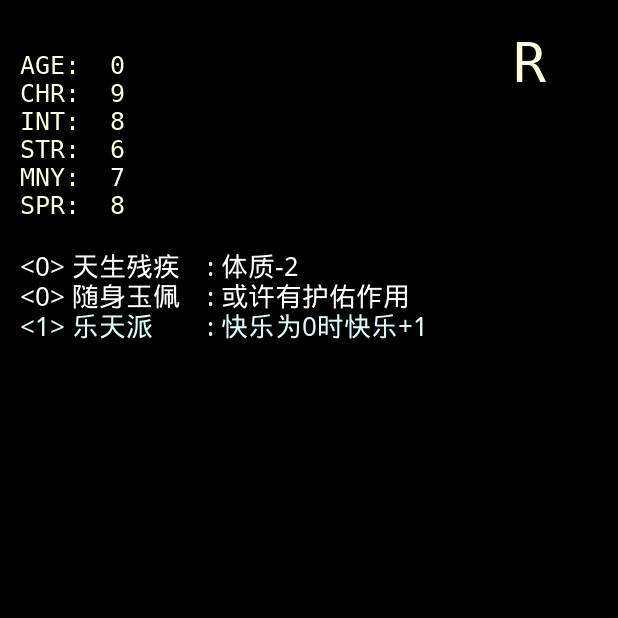 R
AGE: 0
CHR: 9
INT: 8
STR: 6
MNY: 7
SPR: 8
<0> 天生残疾 : 体质-2
<0> 随身玉佩 : 或许有护佑作用
<1> 乐天派 : 快乐为0时快乐+1